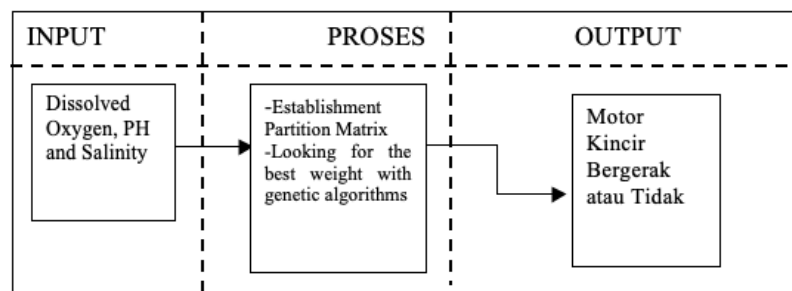 INPUT
PROSES
OUTPUT
Dissolved
Oxygen, PH
and Salinity
-Establishment
Partition Matrix
-Looking for the
best weight with
genetic algorithms
Motor
Kincir
Bergerak
atau Tidak